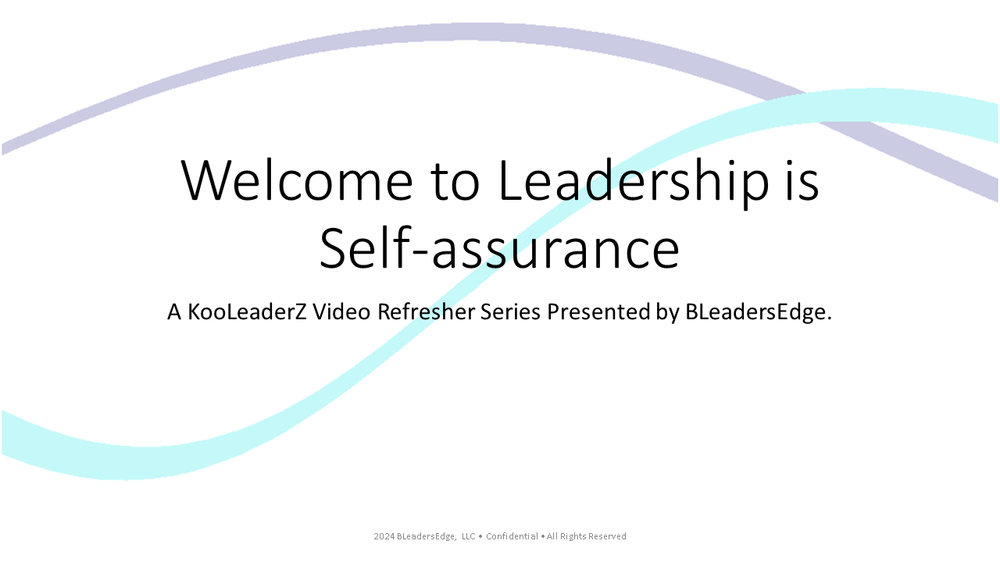 Welcome to Leadership is
Self-assurance
A KooLeaderZ Video Refresher Series Presented by BLeadersEdge.
2024 BLeadersEdge, LLC • Confidential • All Rights Reserved